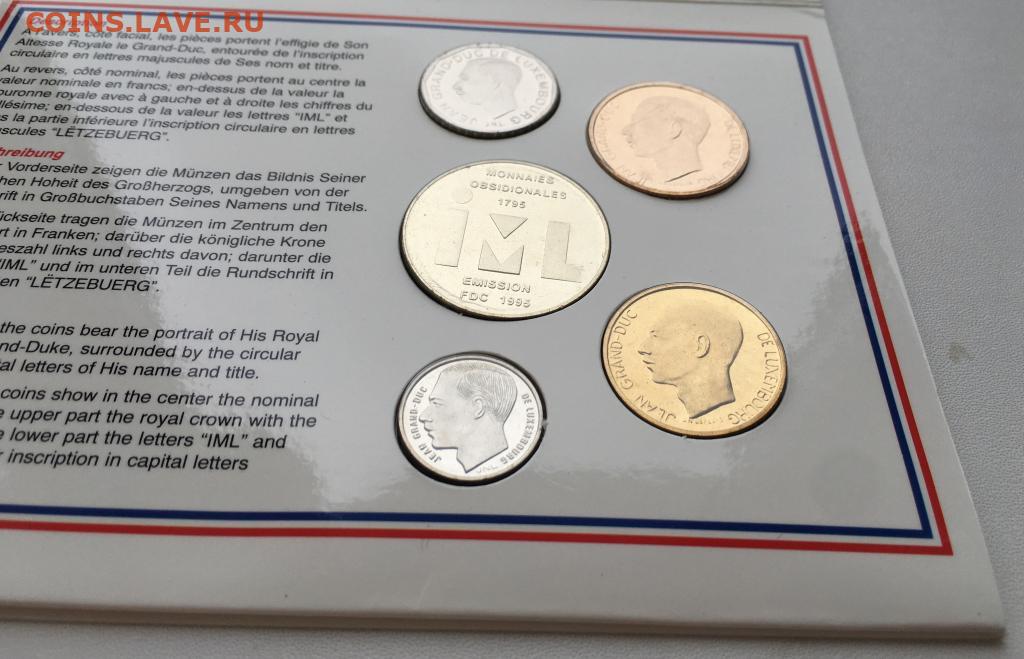 COINS.LAVE.RU
A l'avers, côté facial, les pièces portent l'effigie de Son
Altesse Royale le Grand-Duc, entourée de l'inscription
circulaire en lettres majuscules de Ses nom et titre.
Au revers, côté nominal, les pièces portent au centre la
valeur nominale en francs; en-dessus de la valeur la
ouronne royale avec à gauche et à droite les chiffres du
llésime; en-dessous de la valeur les lettres "IML" et
s la partie inférieure l'inscription circulaire en lettres
uscules "LËTZEBUERG".
hreibung
r Vorderseite zeigen die Münzen das Bildnis Seiner
chen Hoheit des Großherzogs, umgeben von der
rift in Großbuchstaben Seines Namens und Titels.
ückseite tragen die Münzen im Zentrum den
rt in Franken; darüber die königliche Krone
eszahl links und rechts davon; darunter die
"IML" und im unteren Teil die Rundschrift in
en "LËTZEBUERG".
the coins bear the portrait of His Royal
nd-Duke, surrounded by the circular
al letters of His name and title.
coins show in the center the nominal
e upper part the royal crown with the
e lower part the letters "IML" and
r inscription in capital letters
JEAN GRAND-DUC DE LUXEMBOURG
MONNAIES
OBSIDIONALES
1795
iML
EMISSION
FDC 1995
JEAN GRAND-DUC DE LUXEMBOURG
JEAN GRAND-DUC DE LUXEMBOURG
JNL.